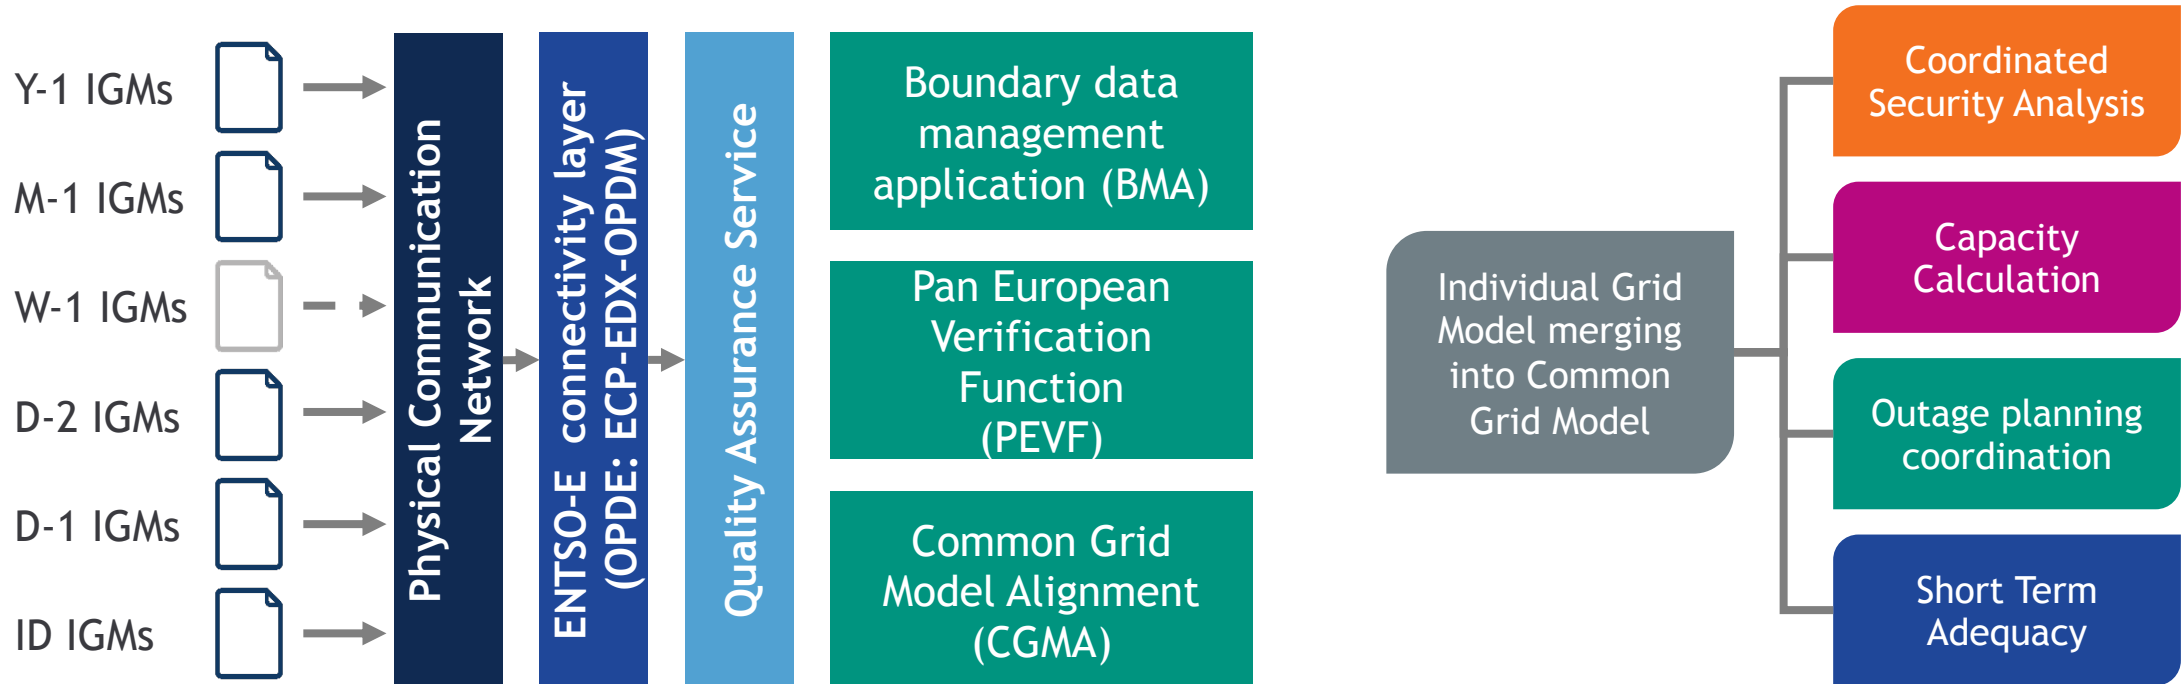 Y-1 IGMs
M-1 IGMs
W-1 IGMs
D-2 IGMs
D-1 IGMs
ID IGMs
Physical Communication
Network
ENTSO-E connectivity layer
(OPDE: ECP-EDX-OPDM)
Quality Assurance Service
Boundary data
management
application (BMA)
Pan European
Verification
Function
(PEVF)
Common Grid
Model Alignment
(CGMA)
Individual Grid
Model merging
into Common
Grid Model
Coordinated
Security Analysis
Capacity
Calculation
Outage planning
coordination
Short Term
Adequacy